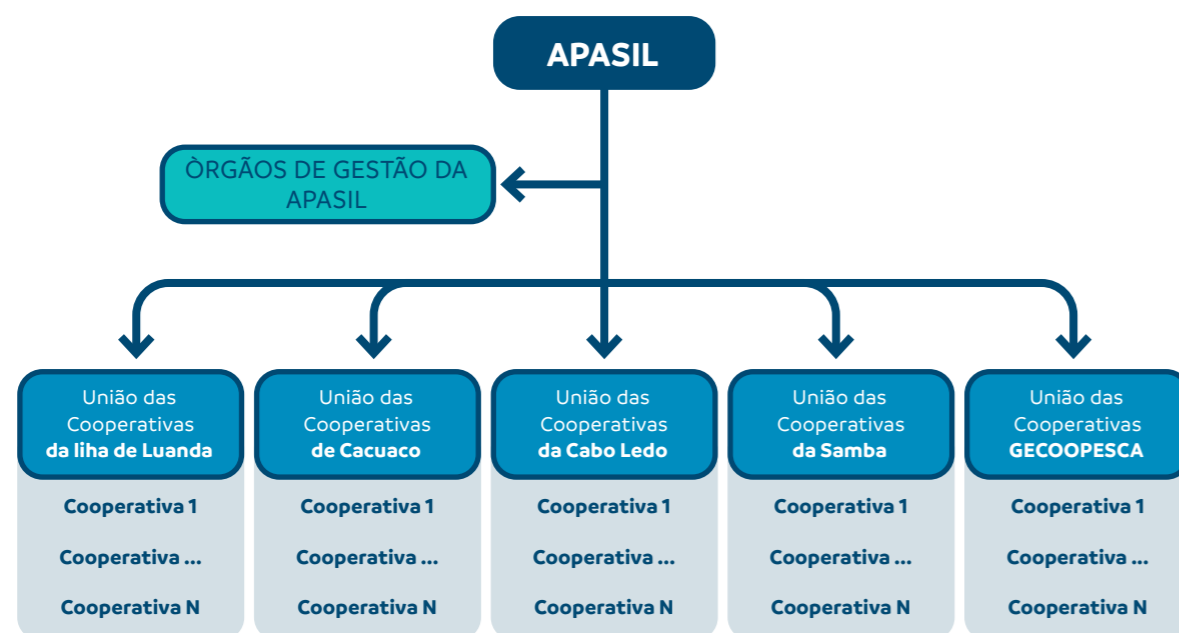 APASIL
ÒRGÃOS DE GESTÃO DA
APASIL
União das
Cooperativas
da liha de Luanda
Cooperativa 1
Cooperativa ...
Cooperativa N
União das
Cooperativas
de Cacuaco
Cooperativa 1
Cooperativa ...
Cooperativa N
União das
Cooperativas
da Cabo Ledo
Cooperativa 1
Cooperativa ...
Cooperativa N
União das
Cooperativas
da Samba
Cooperativa 1
Cooperativa ...
Cooperativa N
União das
Cooperativas
GECOOPESCA
Cooperativa 1
Cooperativa ...
Cooperativa N